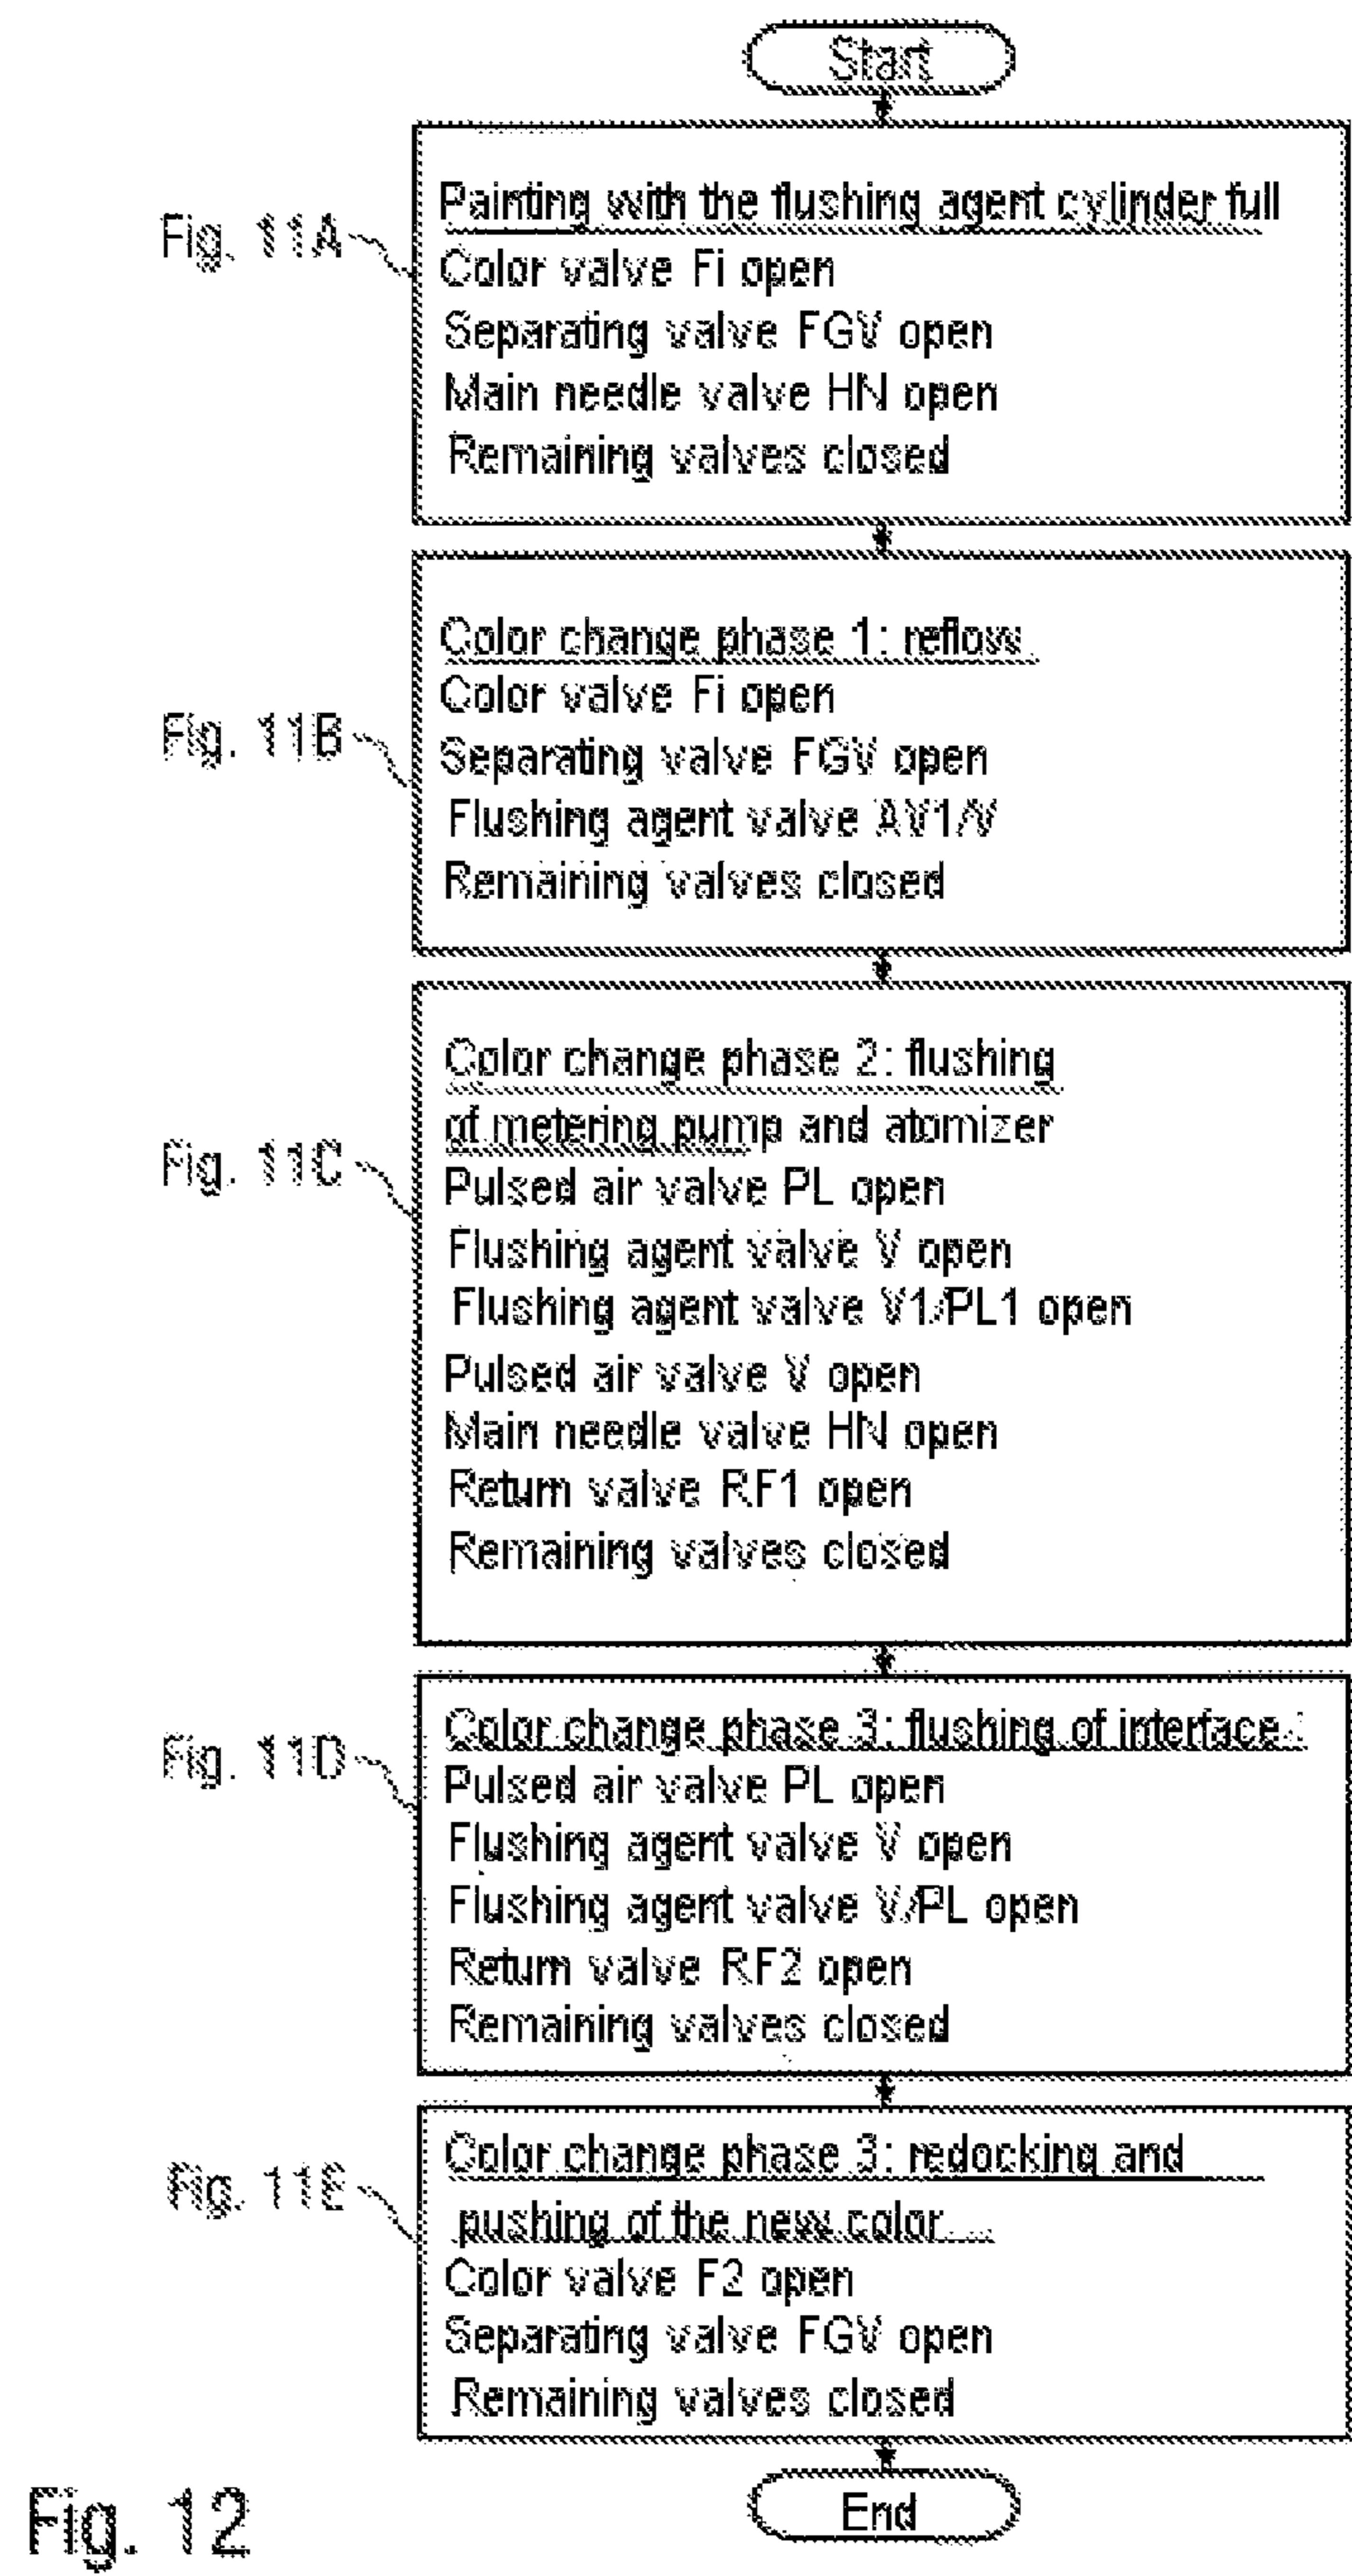 Start
Fig. 11A
Painting with the flushing agent cylinder full
Color valve Fi open
Separating valve FGV open
Main needle valve HN open
Remaining valves closed
Fig. 11B
Color change phase 1: reflow
Color valve Fi open
Separating valve FGV open
Flushing agent valve AV1/V
Remaining valves closed
Fig. 11C
Color change phase 2: flushing
of metering pump and atomizer
Pulsed air valve PL open
Flushing agent valve V open
Flushing agent valve V1/PL1 open
Pulsed air valve V open
Main needle valve HN open
Return valve RF1 open
Remaining valves closed
Fig. 11D
Color change phase 3: flushing of interface
Pulsed air valve PL open
Flushing agent valve V open
Flushing agent valve V/PL open
Return valve RF2 open
Remaining valves closed
Fig. 11E
Color change phase 3: redocking and
pushing of the new color
Color valve F2 open
Separating valve FGV open
Remaining valves closed
End
Fig. 12